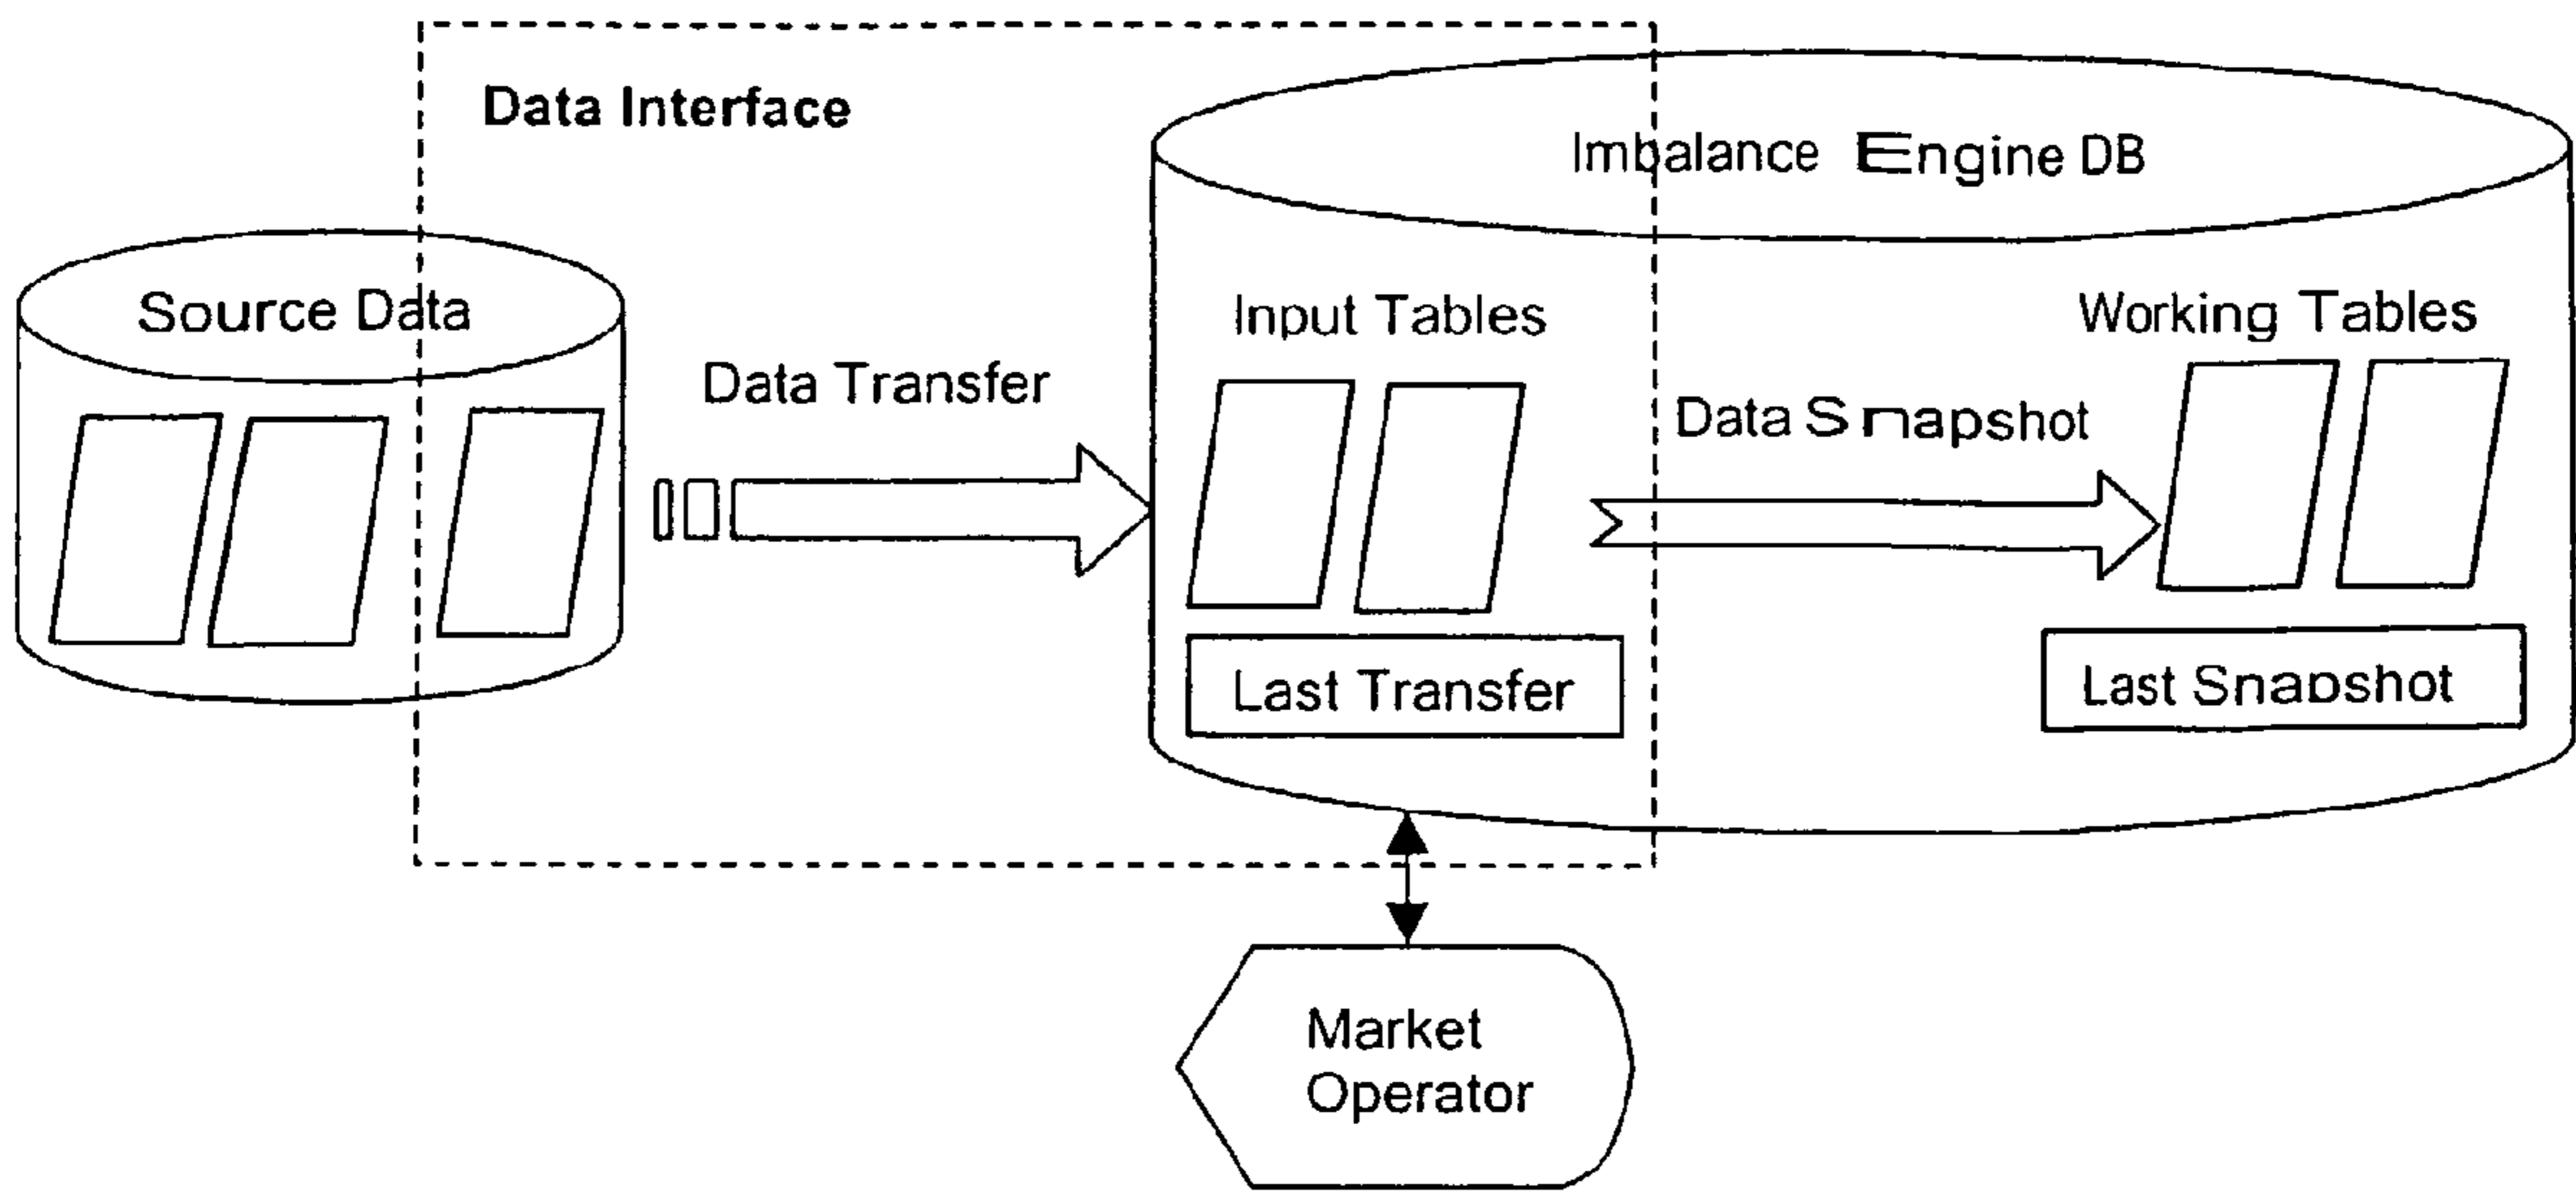 Data Interface
Imbalance Engine DB
Source Data
Input Tables
Working Tables
Data Transfer
Data Snapshot
Last Transfer
Last Snapshot
Market
Operator